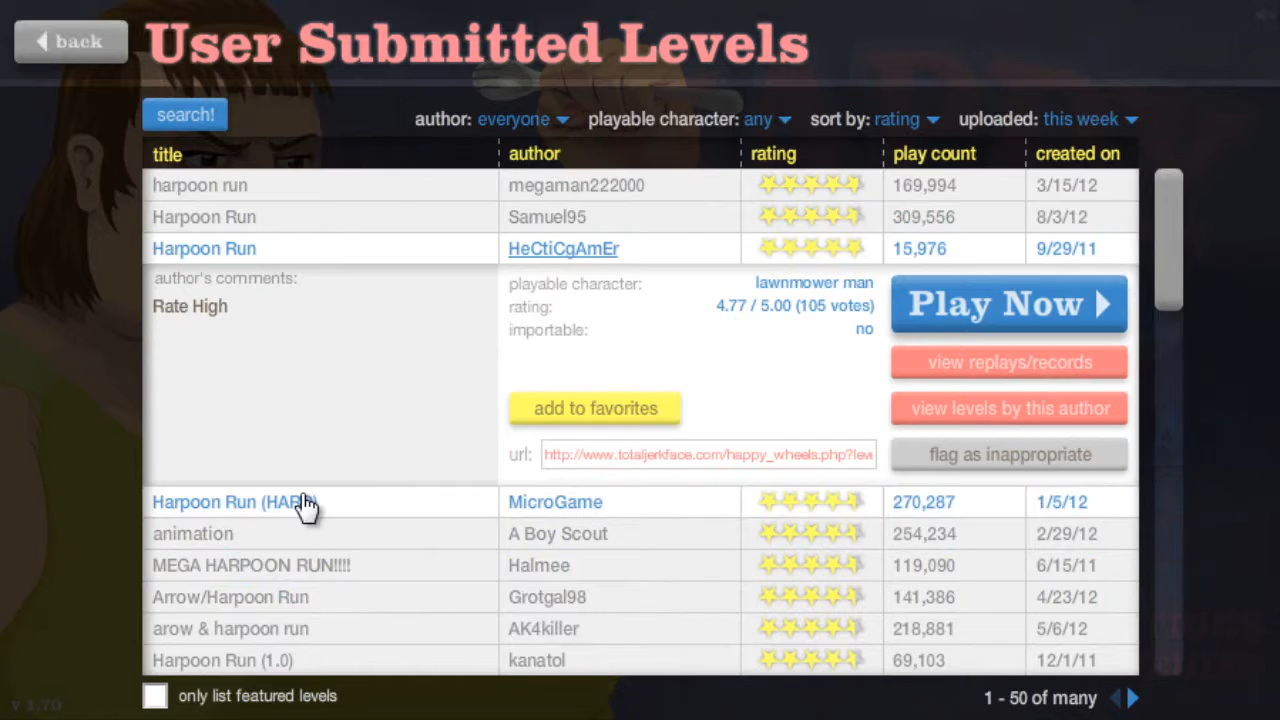 back
User Submitted Levels
search!
author: everyone playable character: any sort by: rating uploaded: this week
title author rating play count created on
harpoon run megaman222000 169,994 3/15/12
Harpoon Run Samuel95 309,556 8/3/12
Harpoon Run HeCtiCgAmEr 15,976 9/29/11
author's comments:
Rate High
playable character: lawnmower man
rating: 4.77 / 5.00 (105 votes)
importable: no
add to favorites
url: http://www.totaljerkface.com/happy_wheels.php?lev
Play Now
view replays/records
view levels by this author
flag as inappropriate
Harpoon Run MicroGame 270,287 1/5/12
animation A Boy Scout 254,234 2/29/12
MEGA HARPOON RUN!!!! Halmee 119,090 6/15/11
Arrow/Harpoon Run Grotgal98 141,386 4/23/12
arow & harpoon run AK4killer 218,881 5/6/12
Harpoon Run (1.0) kanatol 69,103 12/1/11
only list featured levels
1 - 50 of many
v 1.70